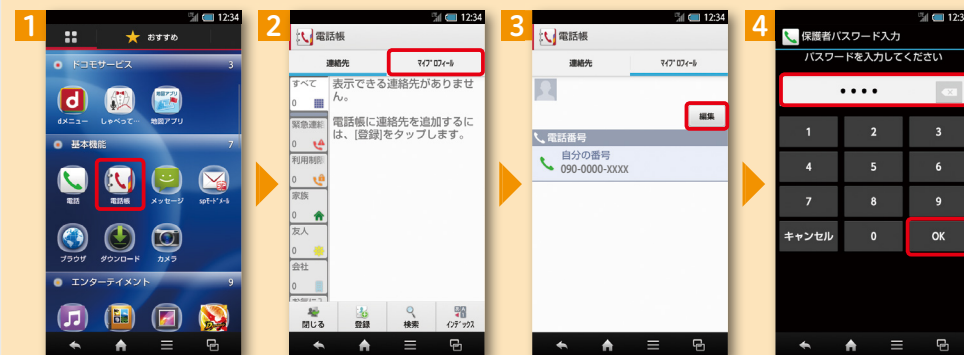 1
12:34
おすすめ
ドコモサービス 3
dメニュー しゃべって… 地図アプリ
基本機能 7
電話 電話帳 メッセージ spモードメール
ブラウザ ダウンロード カメラ
エンターテイメント 9
2
12:34
電話帳
連絡先 マイプロフィール
すべて
0
表示できる連絡先がありませ
ん。
電話帳に連絡先を追加するに
は、[登録]をタップします。
緊急連絡
0
利用制限
0
家族
0
友人
0
会社
0
閉じる 登録 検索 インデックス
3
12:34
電話帳
連絡先 マイプロフィール
編集
電話番号
自分の番号
090-0000-XXXX
4
12:3
保護者パスワード入力
パスワードを入力してください
••••
1 2 3
4 5 6
7 8 9
キャンセル 0 OK